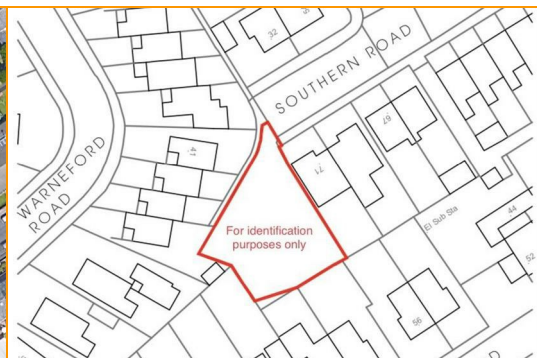 32
SOUTHERN ROAD
67
41
71
WARNEFORD
ROAD
For identification
purposes only
El Sub Sta
44
52
56
D